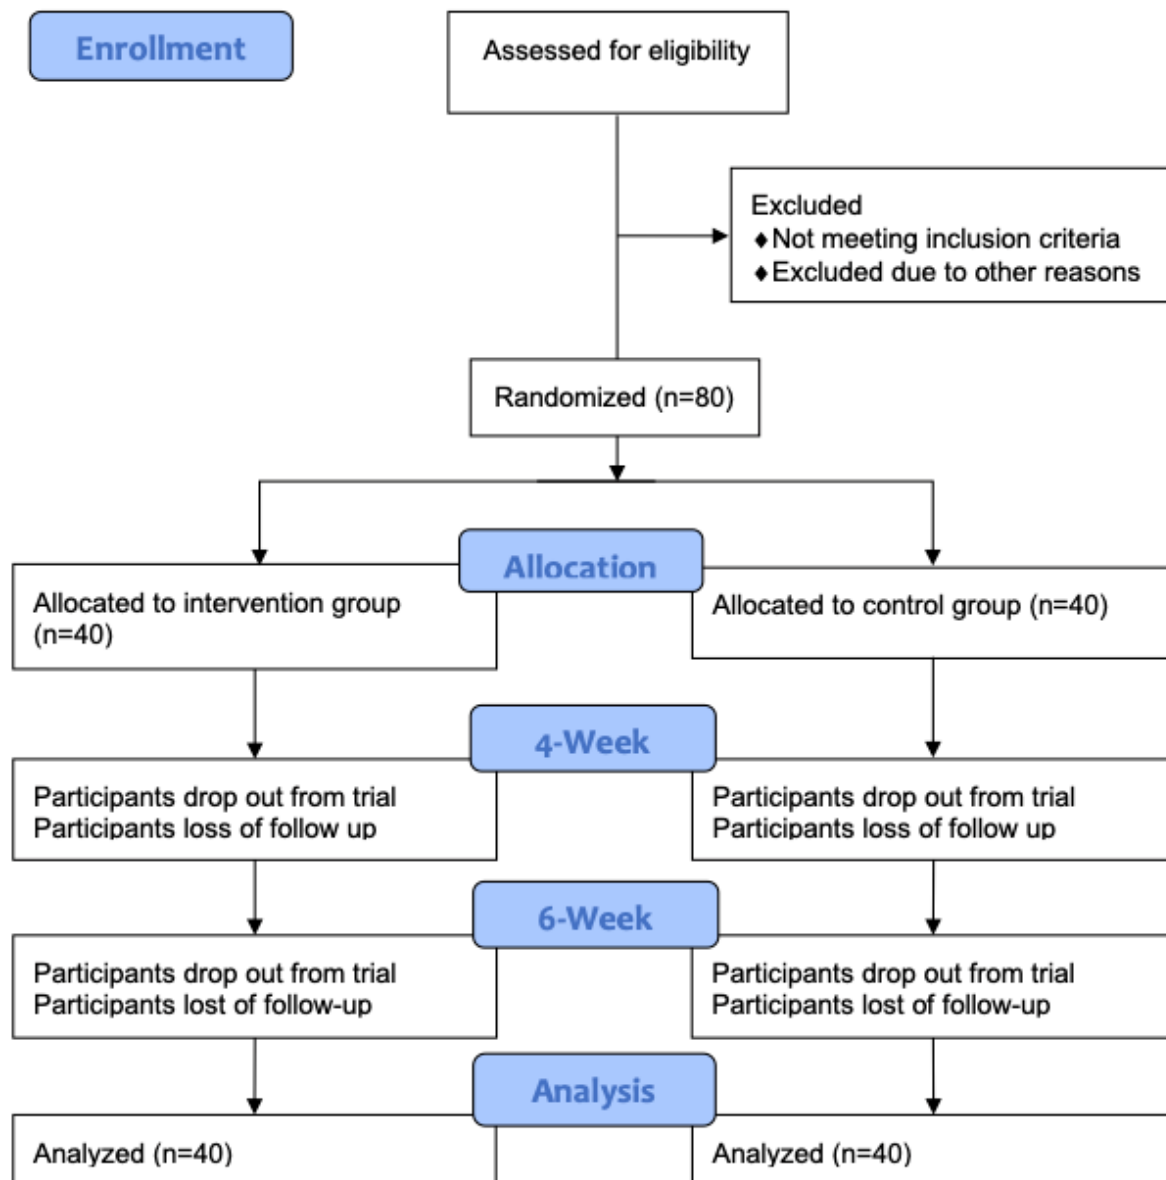 Enrollment
Assessed for eligibility
Excluded
♦Not meeting inclusion criteria
♦Excluded due to other reasons
Randomized (n=80)
Allocation
Allocated to intervention group
(n=40)
Allocated to control group (n=40)
4-Week
Participants drop out from trial
Participants loss of follow up
Participants drop out from trial
Participants loss of follow up
6-Week
Participants drop out from trial
Participants lost of follow-up
Participants drop out from trial
Participants lost of follow-up
Analysis
Analyzed (n=40)
Analyzed (n=40)